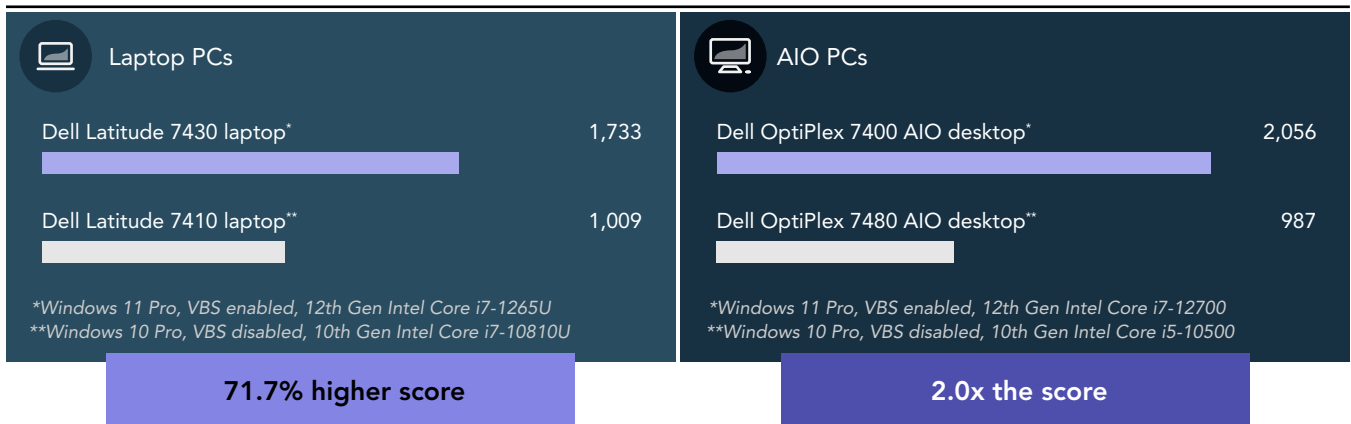 Laptop PCs
Dell Latitude 7430 laptop* 1,733
Dell Latitude 7410 laptop** 1,009
*Windows 11 Pro, VBS enabled, 12th Gen Intel Core i7-1265U
**Windows 10 Pro, VBS disabled, 10th Gen Intel Core i7-10810U
71.7% higher score
AIO PCs
Dell OptiPlex 7400 AIO desktop* 2,056
Dell OptiPlex 7480 AIO desktop** 987
*Windows 11 Pro, VBS enabled, 12th Gen Intel Core i7-12700
**Windows 10 Pro, VBS disabled, 10th Gen Intel Core i5-10500
2.0x the score